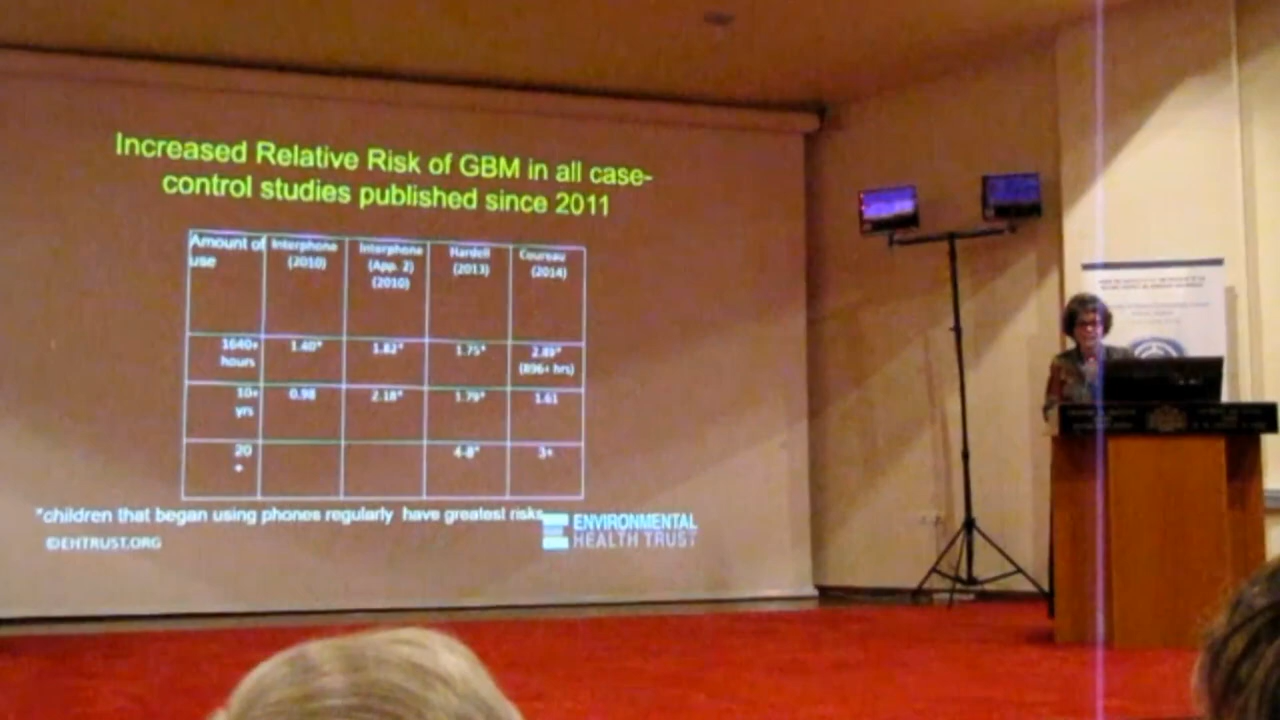 Increased Relative Risk of GBM in all case-
control studies published since 2011
Amount of
use
Interphone
(2010)
Interphone
(App. 2)
(2010)
Hardell
(2013)
Coureau
(2014)
1640+
hours
1.40*
1.82*
1.75*
2.89*
(896+ hrs)
10+
yrs
0.98
2.18*
1.79*
1.61
20
+
4-8*
3+
*children that began using phones regularly have greatest risks
©EHTRUST.ORG
ENVIRONMENTAL
HEALTH TRUST